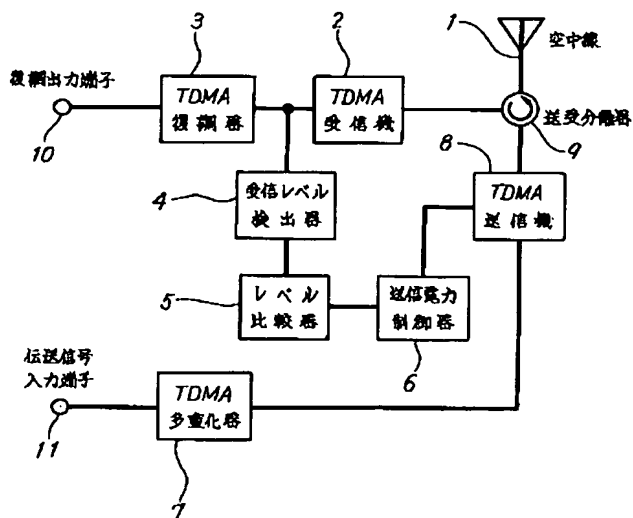 3
2
1
空中線
復調出力端子
10
TDMA
復調器
TDMA
受信機
送受分離器
9
8
4
受信レベル
検出器
TDMA
送信機
5
レベル
比較器
送信電力
制御器
6
伝送信号
入力端子
11
TDMA
多重化器
7